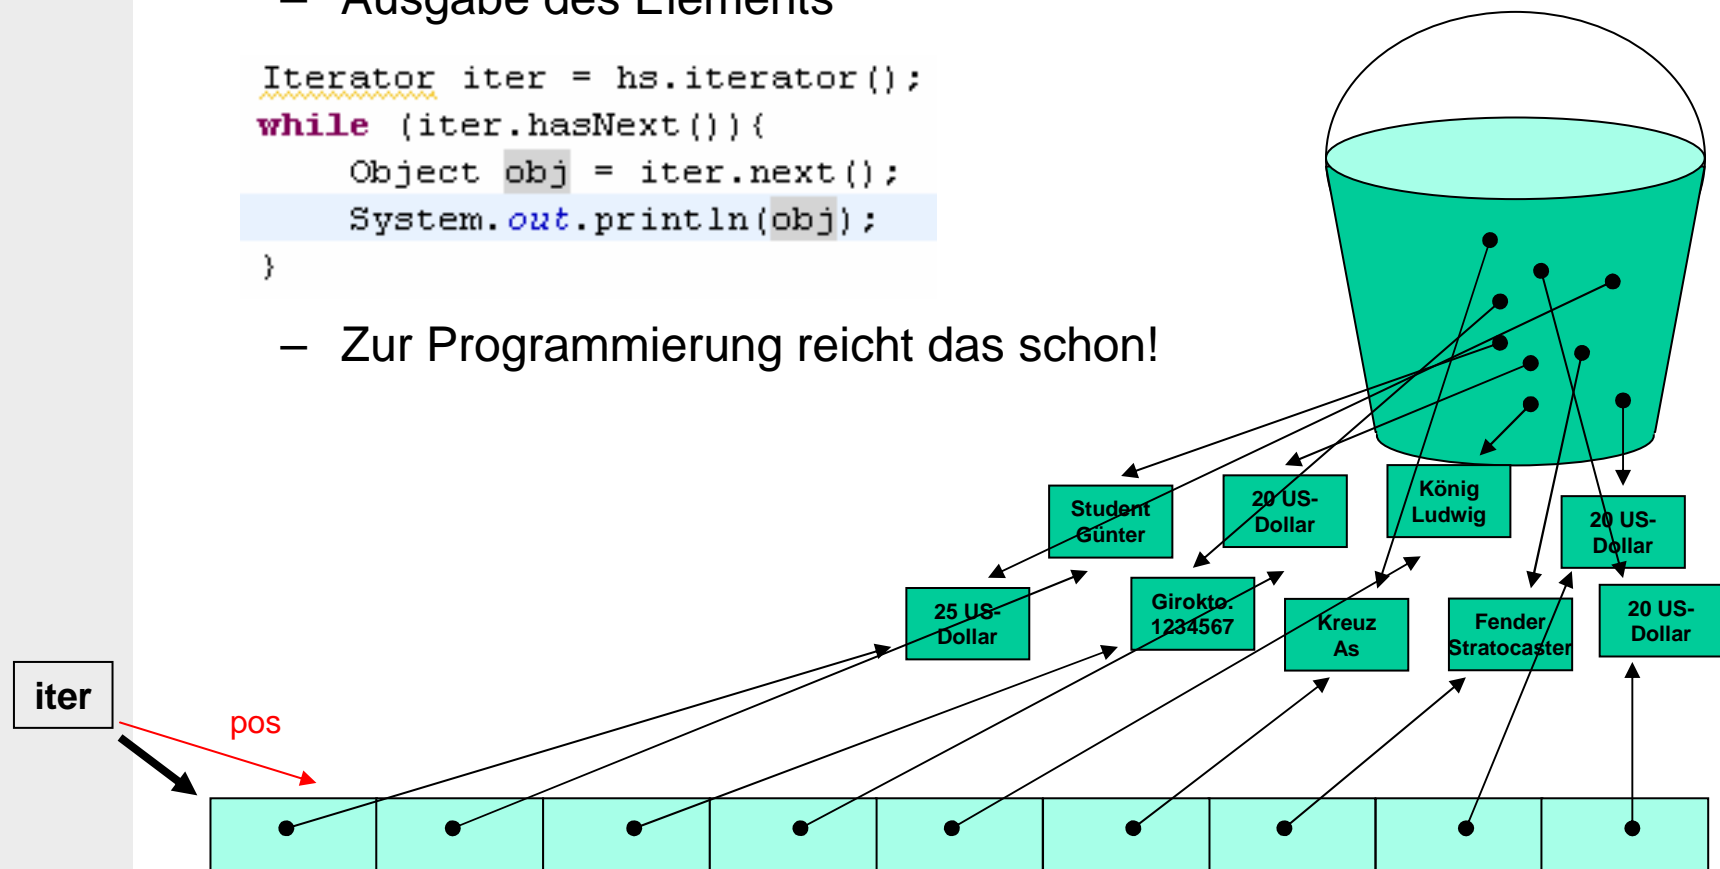 – Ausgabe des Elements
Iterator iter = hs.iterator();
while (iter.hasNext()){
Object obj = iter.next();
System.out.println(obj);
}
– Zur Programmierung reicht das schon!
Student
Günter
20 US-
Dollar
König
Ludwig
20 US-
Dollar
25 US-
Dollar
Girokto.
1234567
Kreuz
As
Fender
Stratocaster
20 US-
Dollar
iter
pos